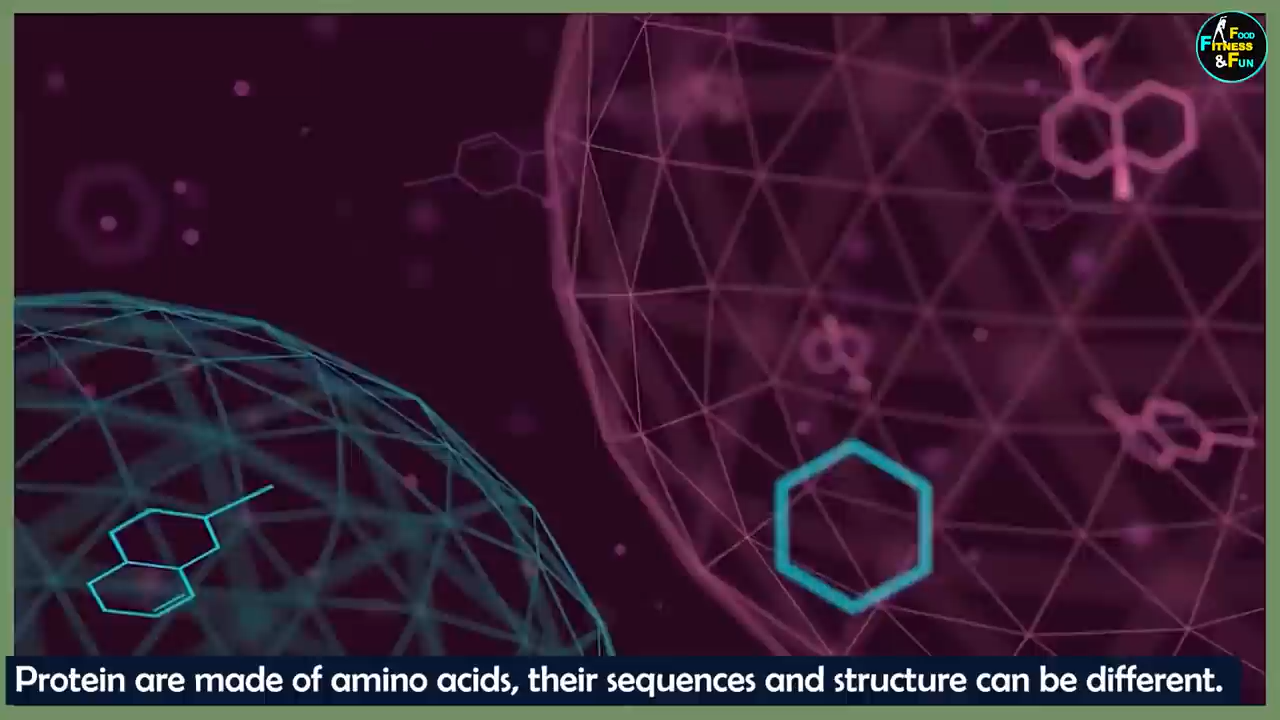 Food
Fitness
&Fun
Protein are made of amino acids, their sequences and structure can be different.